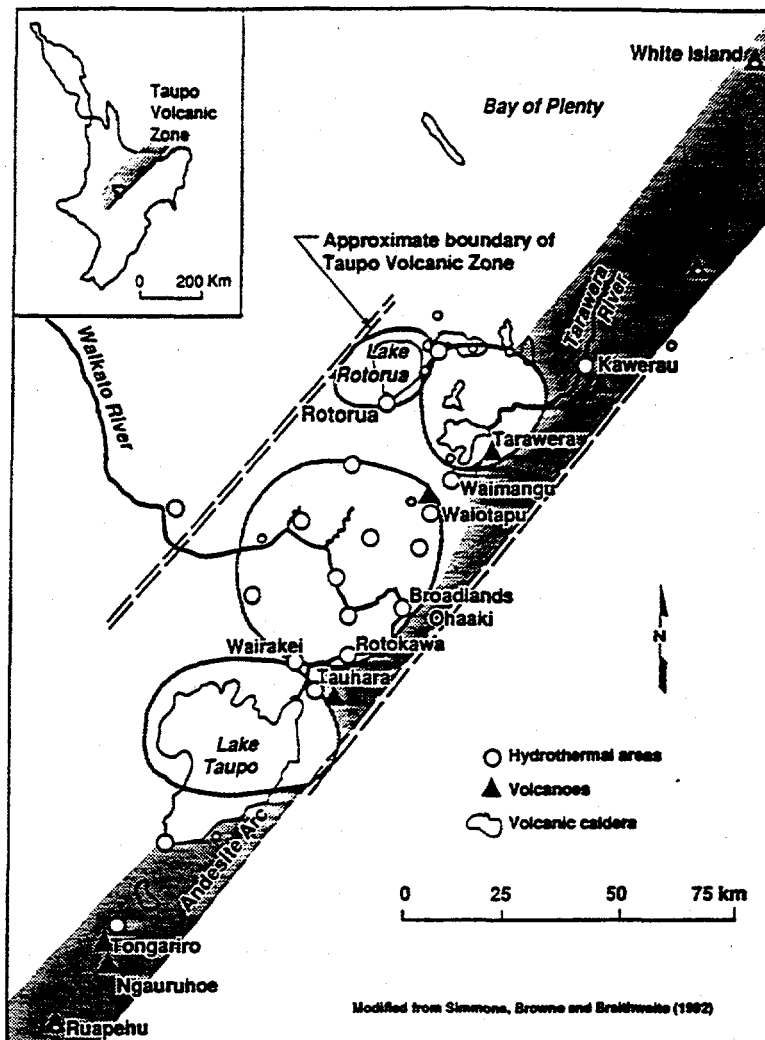 Taupo
Volcanic
Zone
0 200 Km
White Island
Bay of Plenty
Approximate boundary of
Taupo Volcanic Zone
Tarawera
River
Waikato River
Lake
Rotorua
Kawerau
Rotorua
Tarawera
Waimangu
Waiotapu
Broadlands
Ohaaki
Wairakei
Rotokawa
Tauhara
N
Lake
Taupo
Hydrothermal areas
Volcanoes
Volcanic caldera
Andesite Arc
0 25 50 75 km
Tongariro
Ngauruhoe
Ruapehu
Modified from Simmons, Browne and Braithwaite (1992)